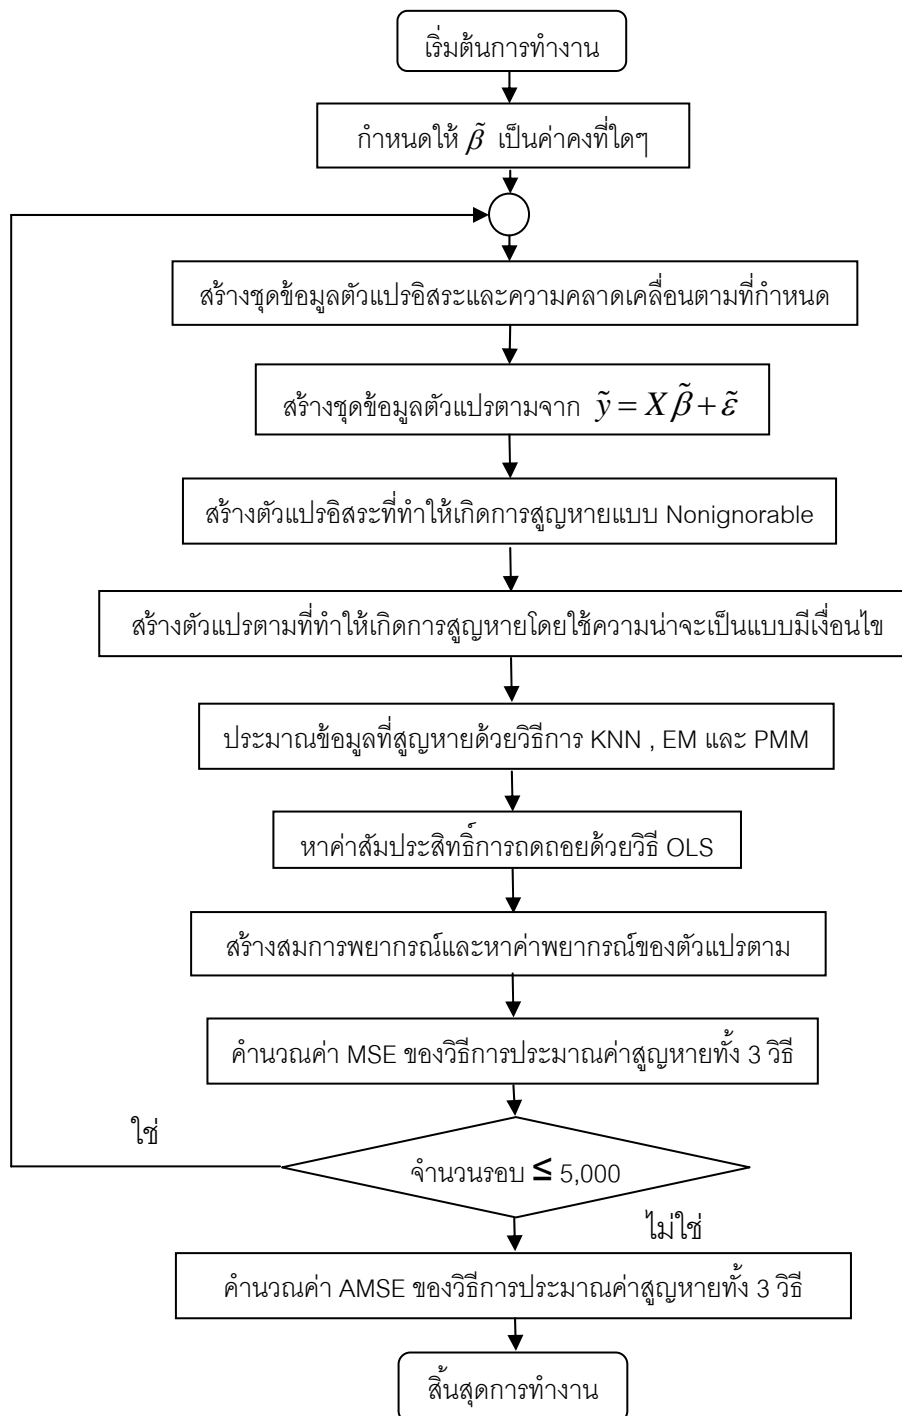 เริ่มต้นการทำงาน
กำหนดให้ β̃ เป็นค่าคงที่ใดๆ
สร้างชุดข้อมูลตัวแปรอิสระและความคลาดเคลื่อนตามที่กำหนด
สร้างชุดข้อมูลตัวแปรตามจาก ỹ = Xβ̃ + ε̃
สร้างตัวแปรอิสระที่ทำให้เกิดการสูญหายแบบ Nonignorable
สร้างตัวแปรตามที่ทำให้เกิดการสูญหายโดยใช้ความน่าจะเป็นแบบมีเงื่อนไข
ประมาณข้อมูลที่สูญหายด้วยวิธีการ KNN , EM และ PMM
หาค่าสัมประสิทธิ์การถดถอยด้วยวิธี OLS
สร้างสมการพยากรณ์และหาค่าพยากรณ์ของตัวแปรตาม
คำนวณค่า MSE ของวิธีการประมาณค่าสูญหายทั้ง 3 วิธี
ใช่
จำนวนรอบ ≤ 5,000
ไม่ใช่
คำนวณค่า AMSE ของวิธีการประมาณค่าสูญหายทั้ง 3 วิธี
สิ้นสุดการทำงาน